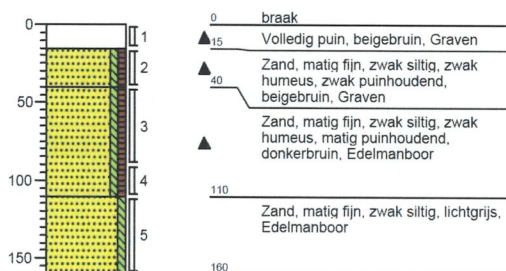 0
50
100
150
1
2
3
4
5
0 braak
Volledig puin, beigebruin, Graven
15
Zand, matig fijn, zwak siltig, zwak
humeus, zwak puinhoudend,
beigebruin, Graven
40
Zand, matig fijn, zwak siltig, zwak
humeus, matig puinhoudend,
donkerbruin, Edelmanboor
110
Zand, matig fijn, zwak siltig, lichtgrijs,
Edelmanboor
160